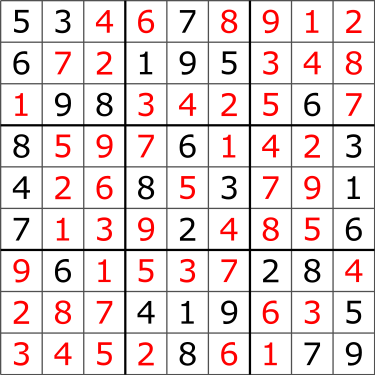 5 3 4 6 7 8 9 1 2
6 7 2 1 9 5 3 4 8
1 9 8 3 4 2 5 6 7
8 5 9 7 6 1 4 2 3
4 2 6 8 5 3 7 9 1
7 1 3 9 2 4 8 5 6
9 6 1 5 3 7 2 8 4
2 8 7 4 1 9 6 3 5
3 4 5 2 8 6 1 7 9